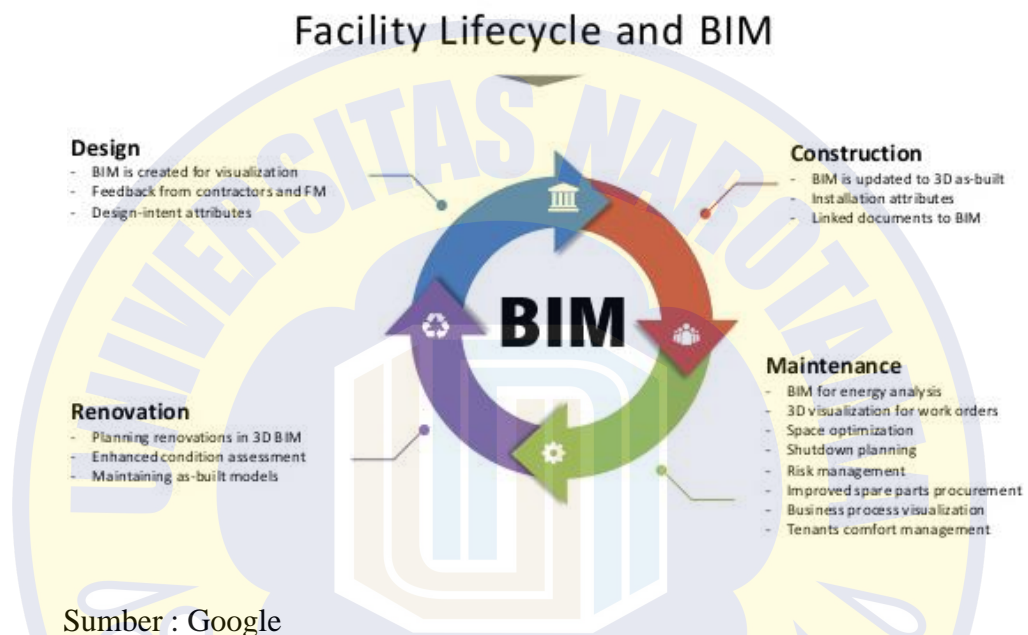 Facility Lifecycle and BIM
Design
- BIM is created for visualization
- Feedback from contractors and FM
- Design-intent attributes
Construction
- BIM is updated to 3D as-built
- Installation attributes
- Linked documents to BIM
BIM
Maintenance
- BIM for energy analysis
- 3D visualization for work orders
- Space optimization
- Shutdown planning
- Risk management
- Improved spare parts procurement
- Business process visualization
- Tenants comfort management
Renovation
- Planning renovations in 3D BIM
- Enhanced condition assessment
- Maintaining as-built models
Sumber : Google
UNIVERSITAS NAROTAMA